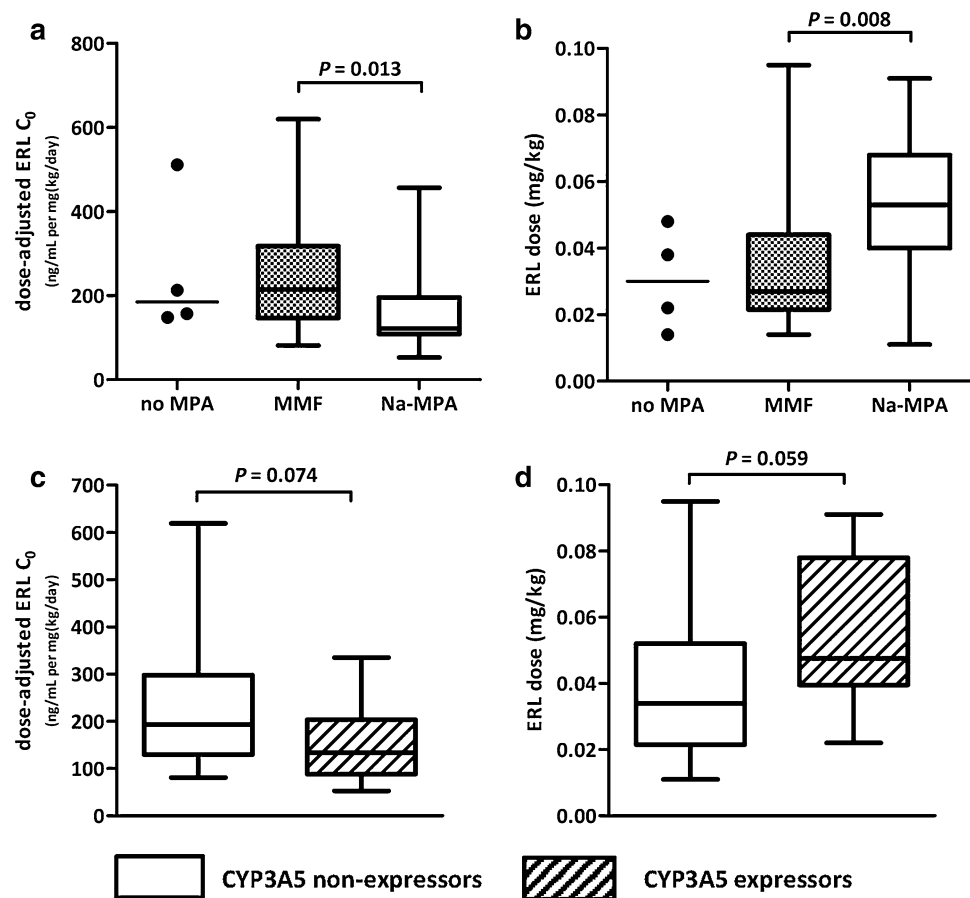 a
P = 0.013
dose-adjusted ERL C0
(ng/mL per mg(kg/day)
800
600
400
200
0
no MPA MMF Na-MPA
b
P = 0.008
ERL dose (mg/kg)
0.10
0.08
0.06
0.04
0.02
0.00
no MPA MMF Na-MPA
c
P = 0.074
dose-adjusted ERL C0
(ng/mL per mg(kg/day)
700
600
500
400
300
200
100
0
d
P = 0.059
ERL dose (mg/kg)
0.10
0.08
0.06
0.04
0.02
0.00
CYP3A5 non-expressors
CYP3A5 expressors